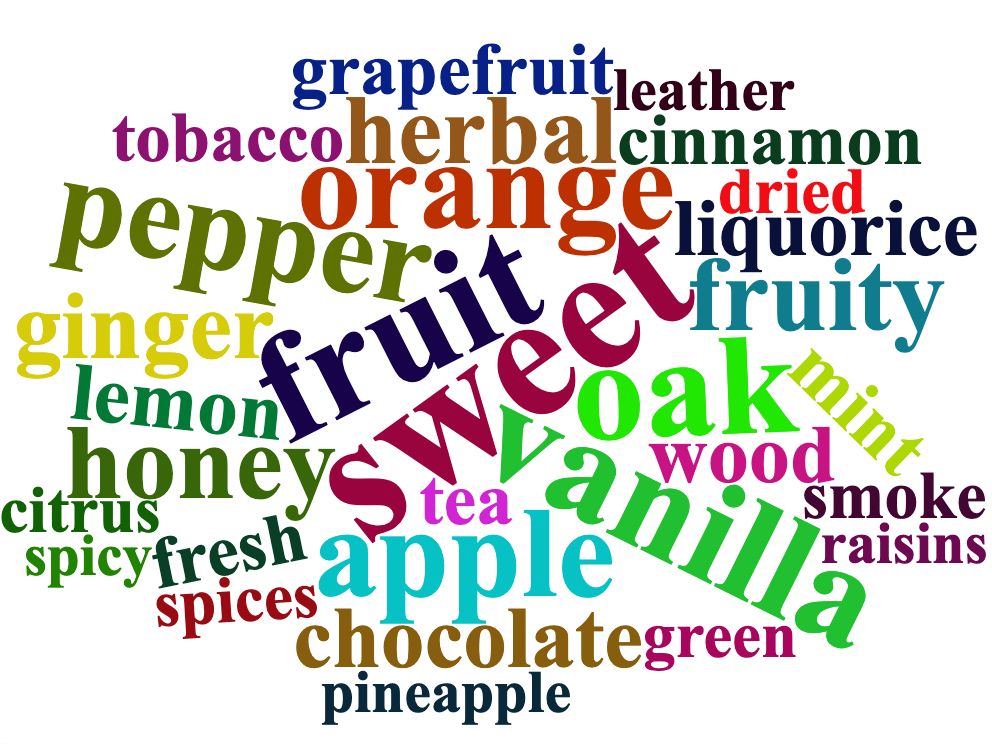 grapefruit
leather
tobacco
herbal
cinnamon
orange
dried
pepper
liquorice
fruit
sweet
fruity
ginger
lemon
oak
mint
honey
vanilla
wood
citrus
tea
smoke
spicy
fresh
apple
raisins
spices
chocolate
green
pineapple